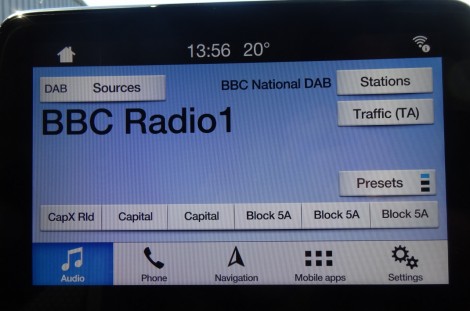 13:56 20°
DAB Sources
BBC National DAB
Stations
BBC Radio1
Traffic (TA)
Presets
CapX Rld Capital Capital Block 5A Block 5A Block 5A
Audio Phone Navigation Mobile apps Settings